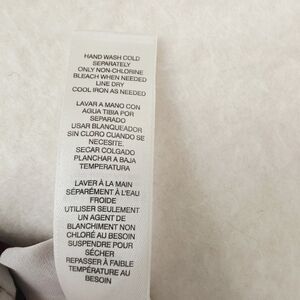 HAND WASH COLD
SEPARATELY
ONLY NON-CHLORINE
BLEACH WHEN NEEDED
LINE DRY
COOL IRON AS NEEDED
LAVAR A MANO CON
AGUA TIBIA POR
SEPARADO
USAR BLANQUEADOR
SIN CLORO CUANDO SE
NECESITE.
SECAR COLGADO
PLANCHAR A BAJA
TEMPERATURA
LAVER À LA MAIN
SÉPARÉMENT À L'EAU
FROIDE
UTILISER SEULEMENT
UN AGENT DE
BLANCHIMENT NON
CHLORÉ AU BESOIN
SUSPENDRE POUR
SÉCHER
REPASSER À FAIBLE
TEMPÉRATURE AU
BESOIN